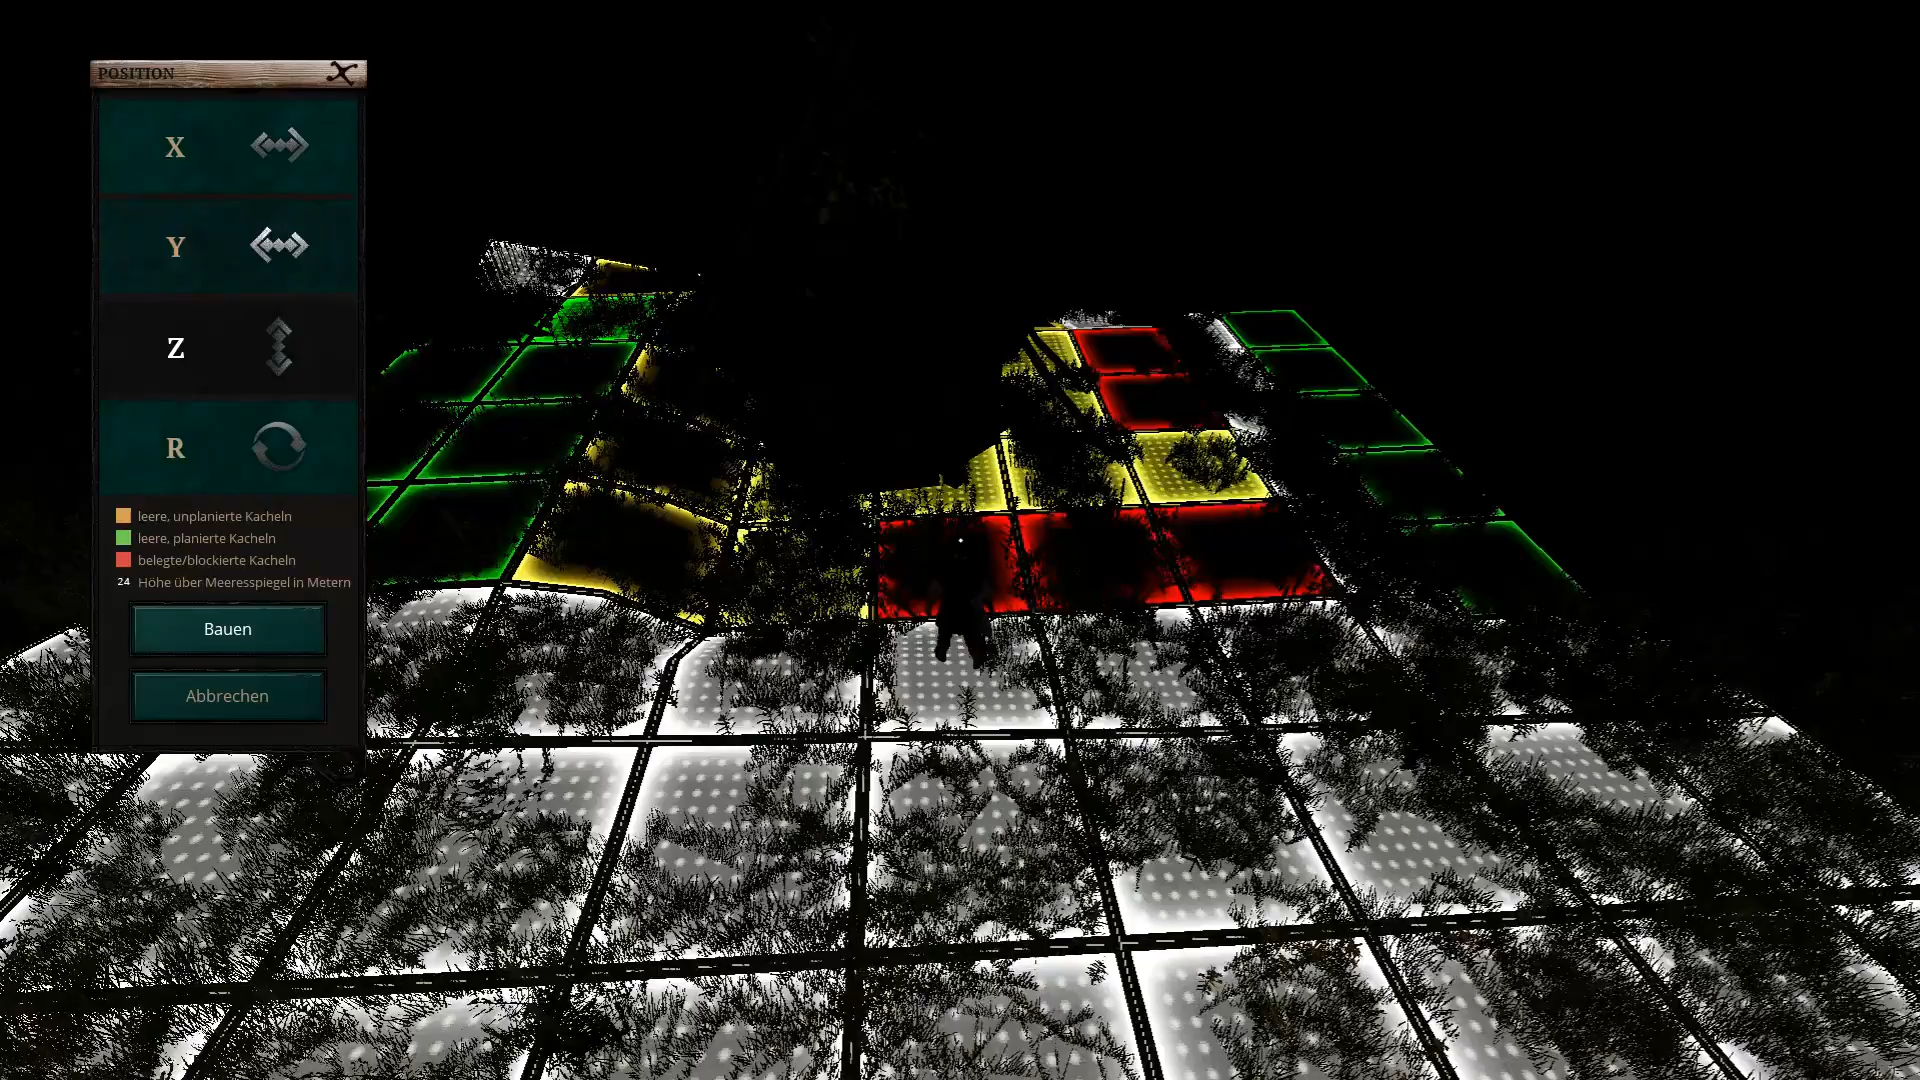 POSITION
X
Y
Z
R
leere, unplanierte Kacheln
leere, planierte Kacheln
belegte/blockierte Kacheln
24 Höhe über Meeresspiegel in Metern
Bauen
Abbrechen